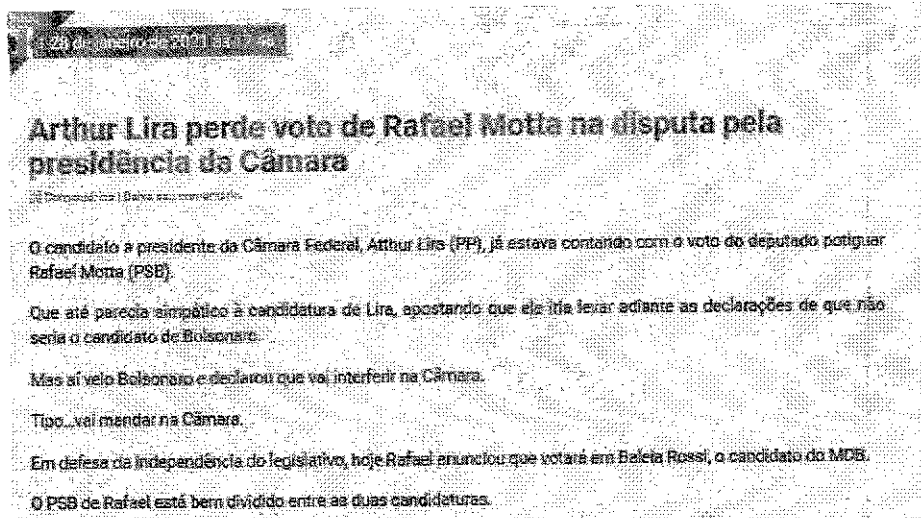 28 de janeiro de 2021
Arthur Lira perde voto de Rafael Motta na disputa pela
presidência da Câmara
O candidato a presidente da Câmara Federal, Arthur Lira (PP), já estava contando com o voto do deputado potiguar
Rafael Motta (PSB).
Que até parecia simpático à candidatura de Lira, apostando que ele iria levar adiante as declarações de que não
seria o candidato de Bolsonaro.
Mas aí veio Bolsonaro e declarou que vai interferir na Câmara.
Tipo...vai mandar na Câmara.
Em defesa da independência do legislativo, hoje Rafael anunciou que votará em Baleia Rossi, o candidato do MDB.
O PSB de Rafael está bem dividido entre as duas candidaturas.